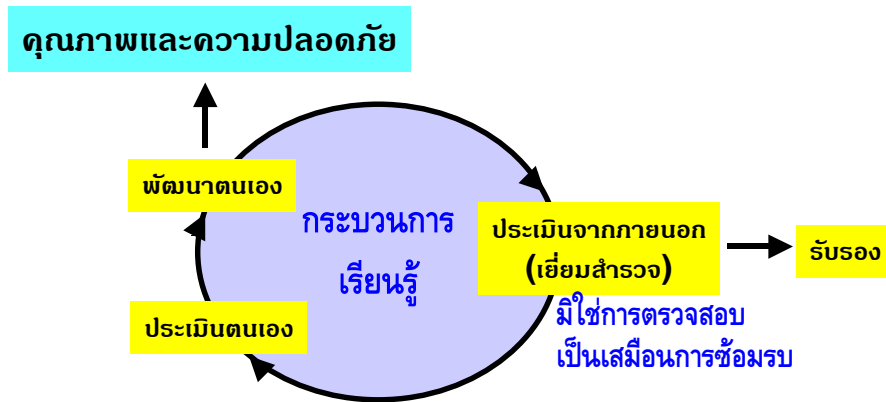 คุณภาพและความปลอดภัย
พัฒนาตนเอง
กระบวนการ
เรียนรู้
ประเมินจากภายนอก
(เยี่ยมสำรวจ)
รับรอง
ประเมินตนเอง
มิใช่การตรวจสอบ
เป็นเสมือนการซ้อมรบ